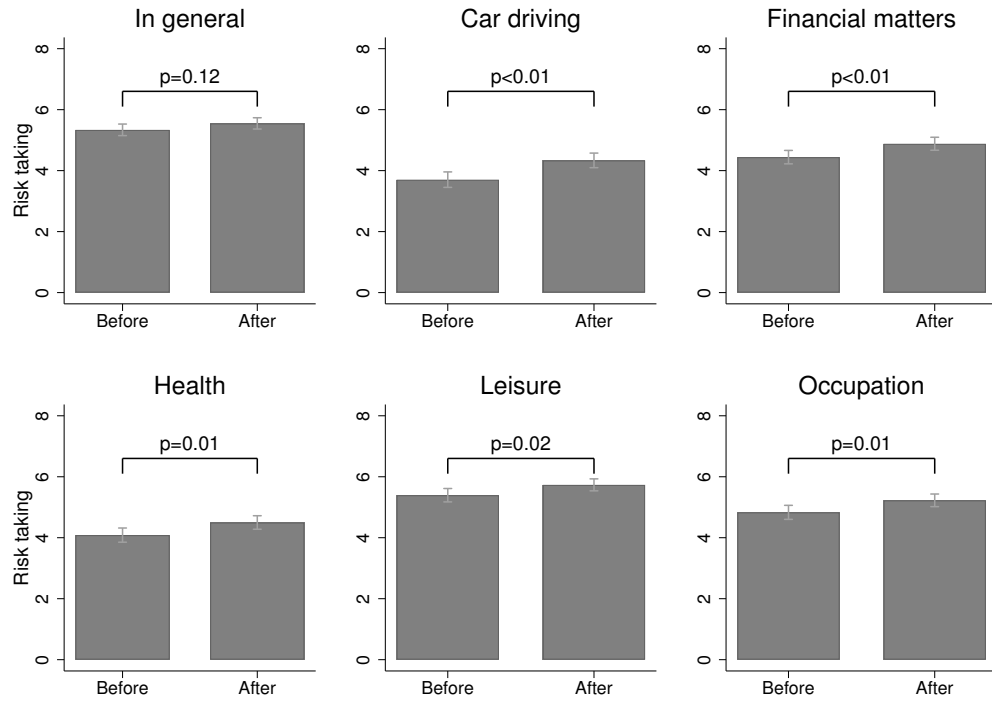 In general
Car driving
Financial matters
Risk taking
0
2
4
6
8
p=0.12
Before
After
0
2
4
6
8
p<0.01
Before
After
0
2
4
6
8
p<0.01
Before
After
Health
Leisure
Occupation
Risk taking
0
2
4
6
8
p=0.01
Before
After
0
2
4
6
8
p=0.02
Before
After
0
2
4
6
8
p=0.01
Before
After